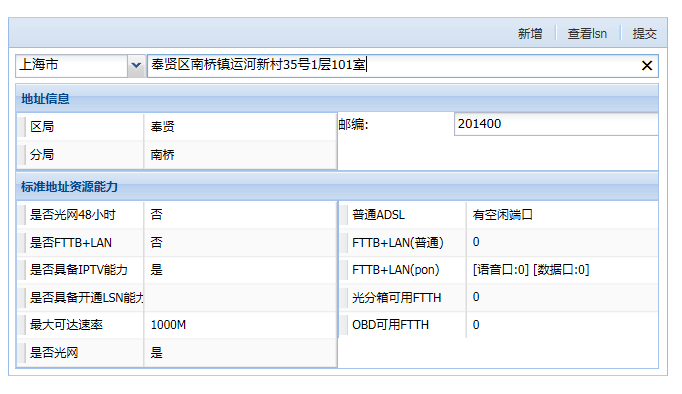 新增 查看lsn 提交
上海市 奉贤区南桥镇运河新村35号1层101室
地址信息
区局 奉贤 邮编: 201400
分局 南桥
标准地址资源能力
是否光网48小时 否 普通ADSL 有空闲端口
是否FTTB+LAN 否 FTTB+LAN(普通) 0
是否具备IPTV能力 是 FTTB+LAN(pon) [语音口:0] [数据口:0]
是否具备开通LSN能力 光分箱可用FTTH 0
最大可达速率 1000M OBD可用FTTH 0
是否光网 是